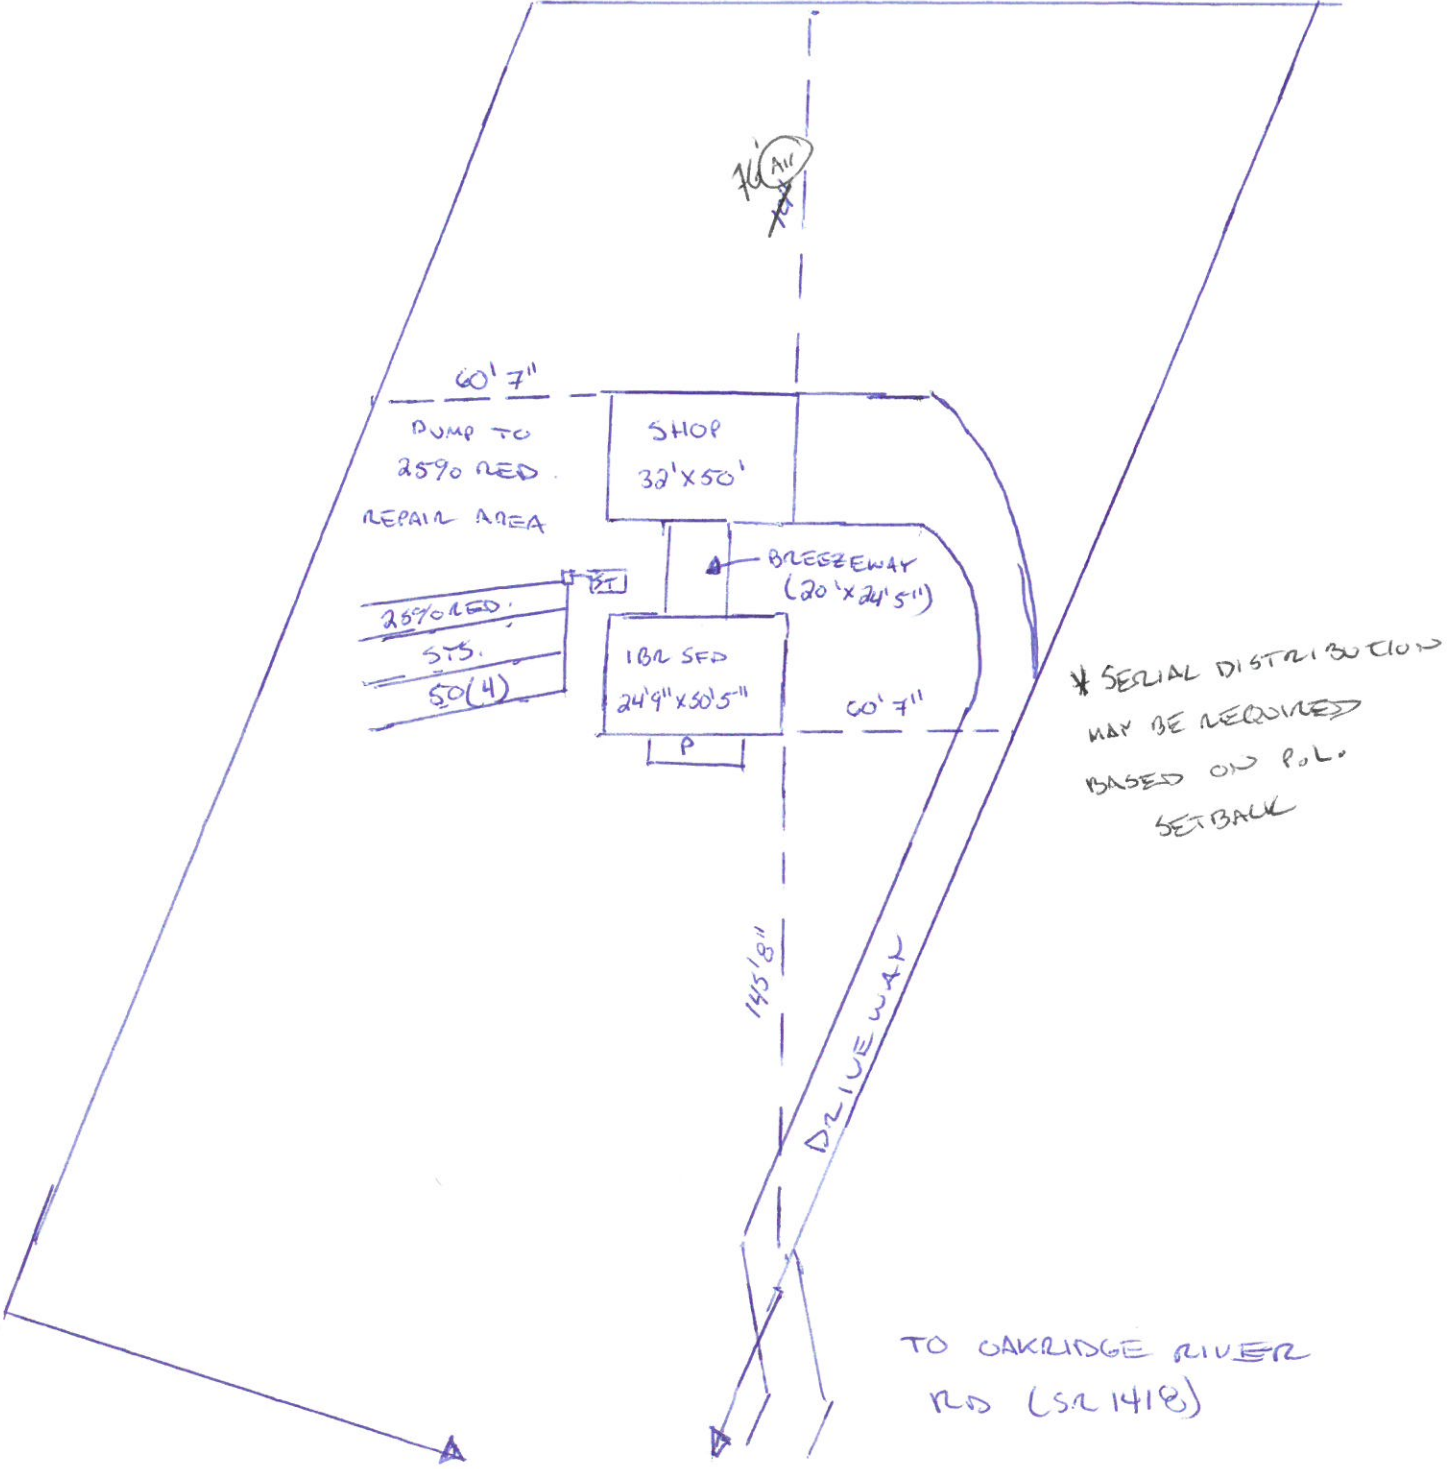 76'
60' 7"
PUMP TO
25% RED.
REPAIR AREA
SHOP
32'X50'
BREEZEWAY
(20'X24'5")
ST
25% RED.
STS.
50(4)
1BR SFD
24'9"X50'5"
P
60' 7"
* SERIAL DISTRIBUTION
MAY BE REQUIRED
BASED ON P.L.
SETBACK
145'8"
DRIVEWAY
TO OAKRIDGE RIVER
RD (SR 1418)